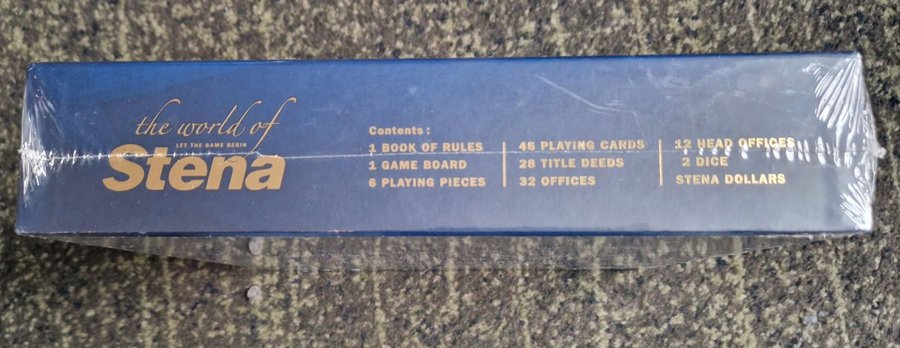 the world of
LET THE GAME BEGIN
Stena
Contents :
1 BOOK OF RULES
1 GAME BOARD
6 PLAYING PIECES
46 PLAYING CARDS
28 TITLE DEEDS
32 OFFICES
12 HEAD OFFICES
2 DICE
STENA DOLLARS